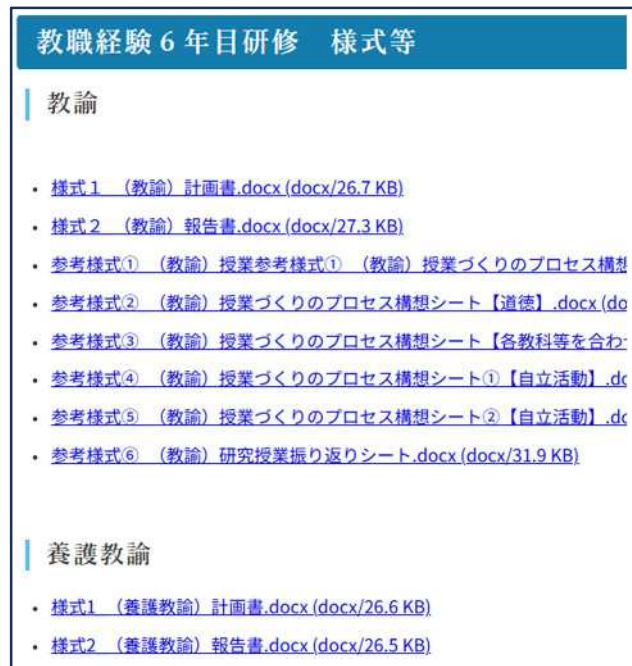 教職経験6年目研修　様式等
教諭
・様式1　（教諭）計画書.docx (docx/26.7 KB)
・様式2　（教諭）報告書.docx (docx/27.3 KB)
・参考様式①　（教諭）授業参考様式①　（教諭）授業づくりのプロセス構想
・参考様式②　（教諭）授業づくりのプロセス構想シート【道徳】.docx (do
・参考様式③　（教諭）授業づくりのプロセス構想シート【各教科等を合わ
・参考様式④　（教諭）授業づくりのプロセス構想シート①【自立活動】.do
・参考様式⑤　（教諭）授業づくりのプロセス構想シート②【自立活動】.do
・参考様式⑥　（教諭）研究授業振り返りシート.docx (docx/31.9 KB)
養護教諭
・様式1　（養護教諭）計画書.docx (docx/26.6 KB)
・様式2　（養護教諭）報告書.docx (docx/26.5 KB)